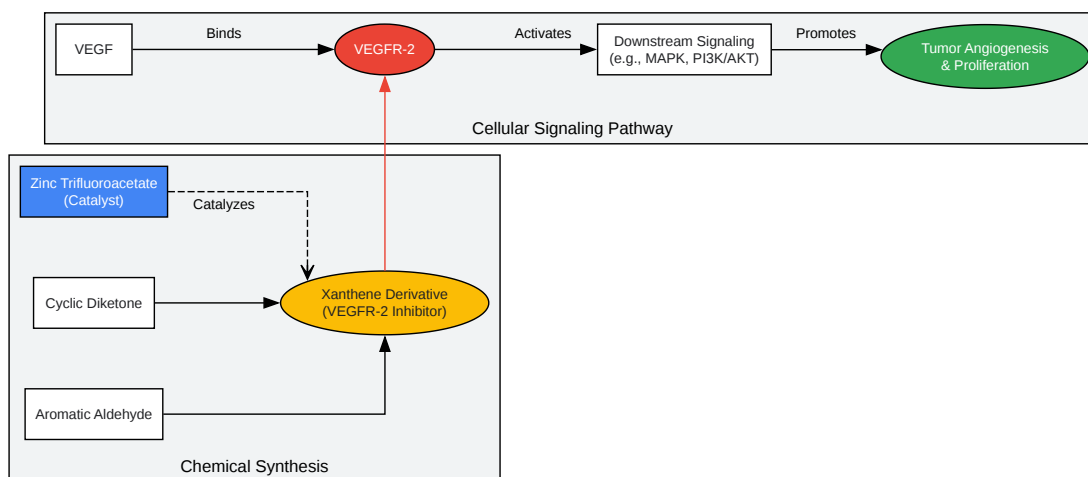 VEGF
Binds
VEGFR-2
Activates
Downstream Signaling
(e.g., MAPK, PI3K/AKT)
Promotes
Tumor Angiogenesis
& Proliferation
Cellular Signaling Pathway
Zinc Trifluoroacetate
(Catalyst)
Catalyzes
Cyclic Diketone
Xanthene Derivative
(VEGFR-2 Inhibitor)
Aromatic Aldehyde
Chemical Synthesis